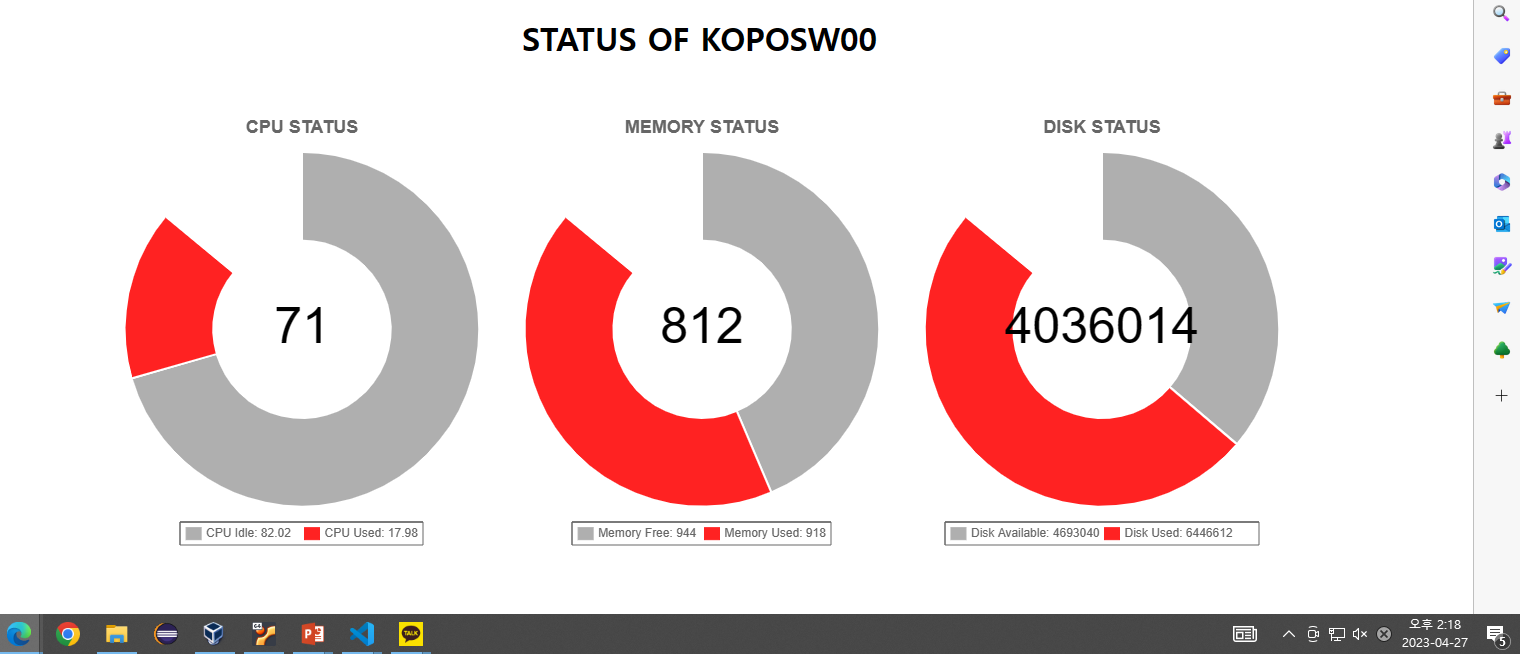 STATUS OF KOPOSW00
CPU STATUS
MEMORY STATUS
DISK STATUS
71
812
4036014
CPU Idle: 82.02 CPU Used: 17.98
Memory Free: 944 Memory Used: 918
Disk Available: 4693040 Disk Used: 6446612
TALK
오후 2:18
2023-04-27
5